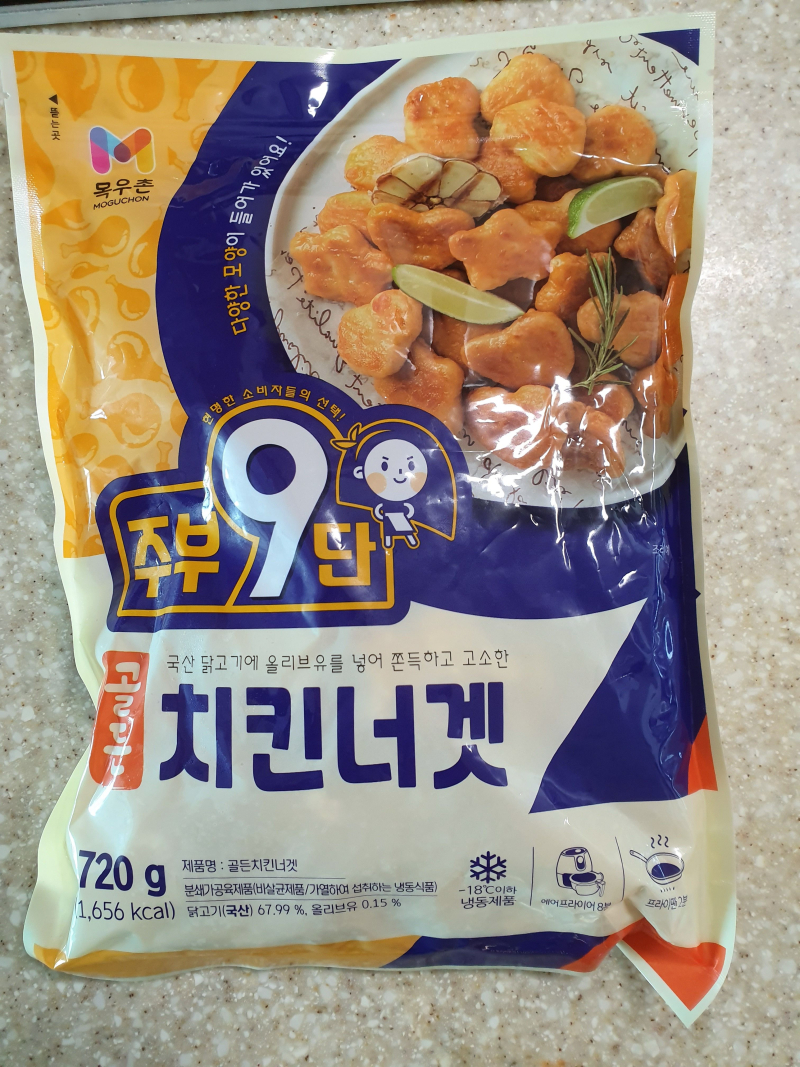 ◀뜯는곳
목우촌
MOGUCHON
다양한 모양이 들어가 있어요!
현명한 소비자들의 선택!
주부9단
국산 닭고기에 올리브유를 넣어 쫀득하고 고소한
골든
치킨너겟
720 g
(1,656 kcal)
제품명 : 골든치킨너겟
분쇄가공육제품(비살균제품/가열하여 섭취하는 냉동식품)
닭고기(국산) 67.99 %, 올리브유 0.15 %
-18℃이하
냉동제품
에어프라이어 8분
프라이팬